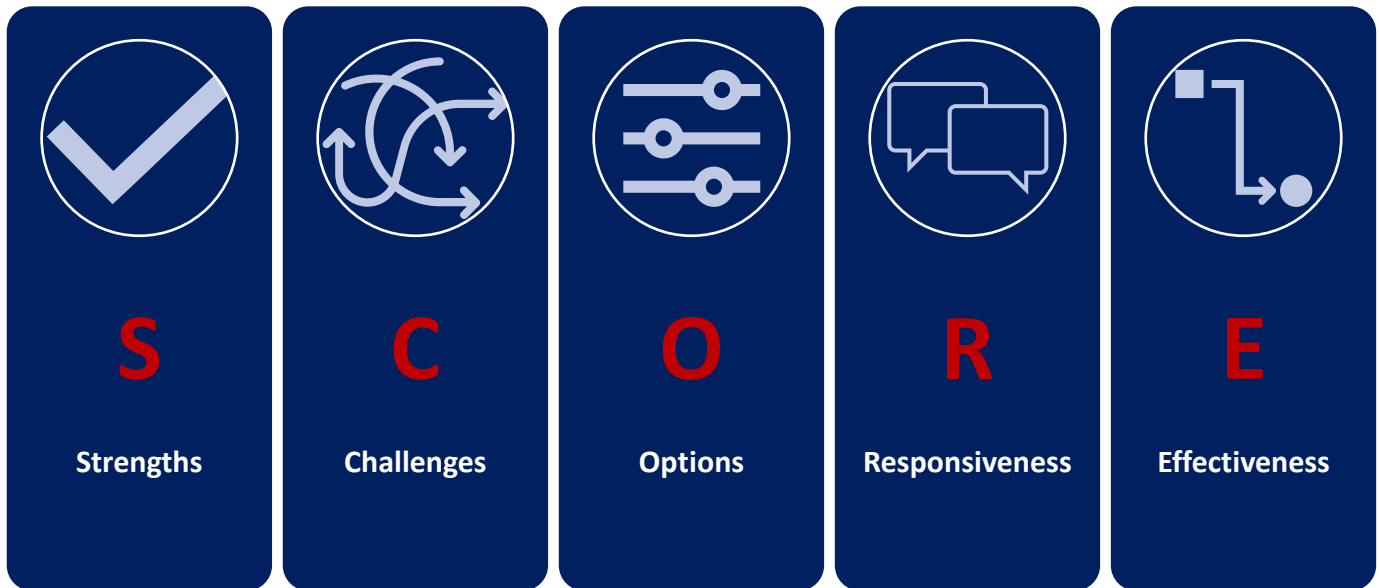 S
C
O
R
E
Strengths
Challenges
Options
Responsiveness
Effectiveness